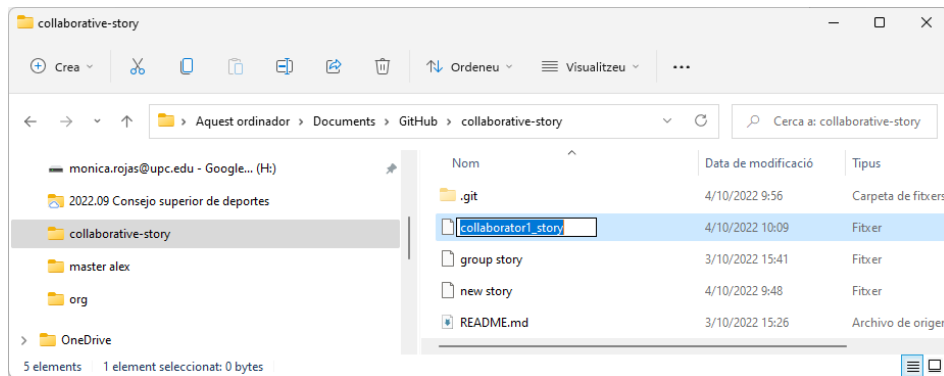 collaborative-story
Crea
Ordeneu
Visualitzeu
Aquest ordinador > Documents > GitHub > collaborative-story
Cerca a: collaborative-story
monica.rojas@upc.edu - Google... (H:)
2022.09 Consejo superior de deportes
collaborative-story
master alex
org
OneDrive
Nom Data de modificació Tipus
.git 4/10/2022 9:56 Carpeta de fitxers
collaborator1_story 4/10/2022 10:09 Fitxer
group story 3/10/2022 15:41 Fitxer
new story 4/10/2022 9:48 Fitxer
README.md 3/10/2022 15:26 Archivo de orige
5 elements 1 element seleccionat: 0 bytes